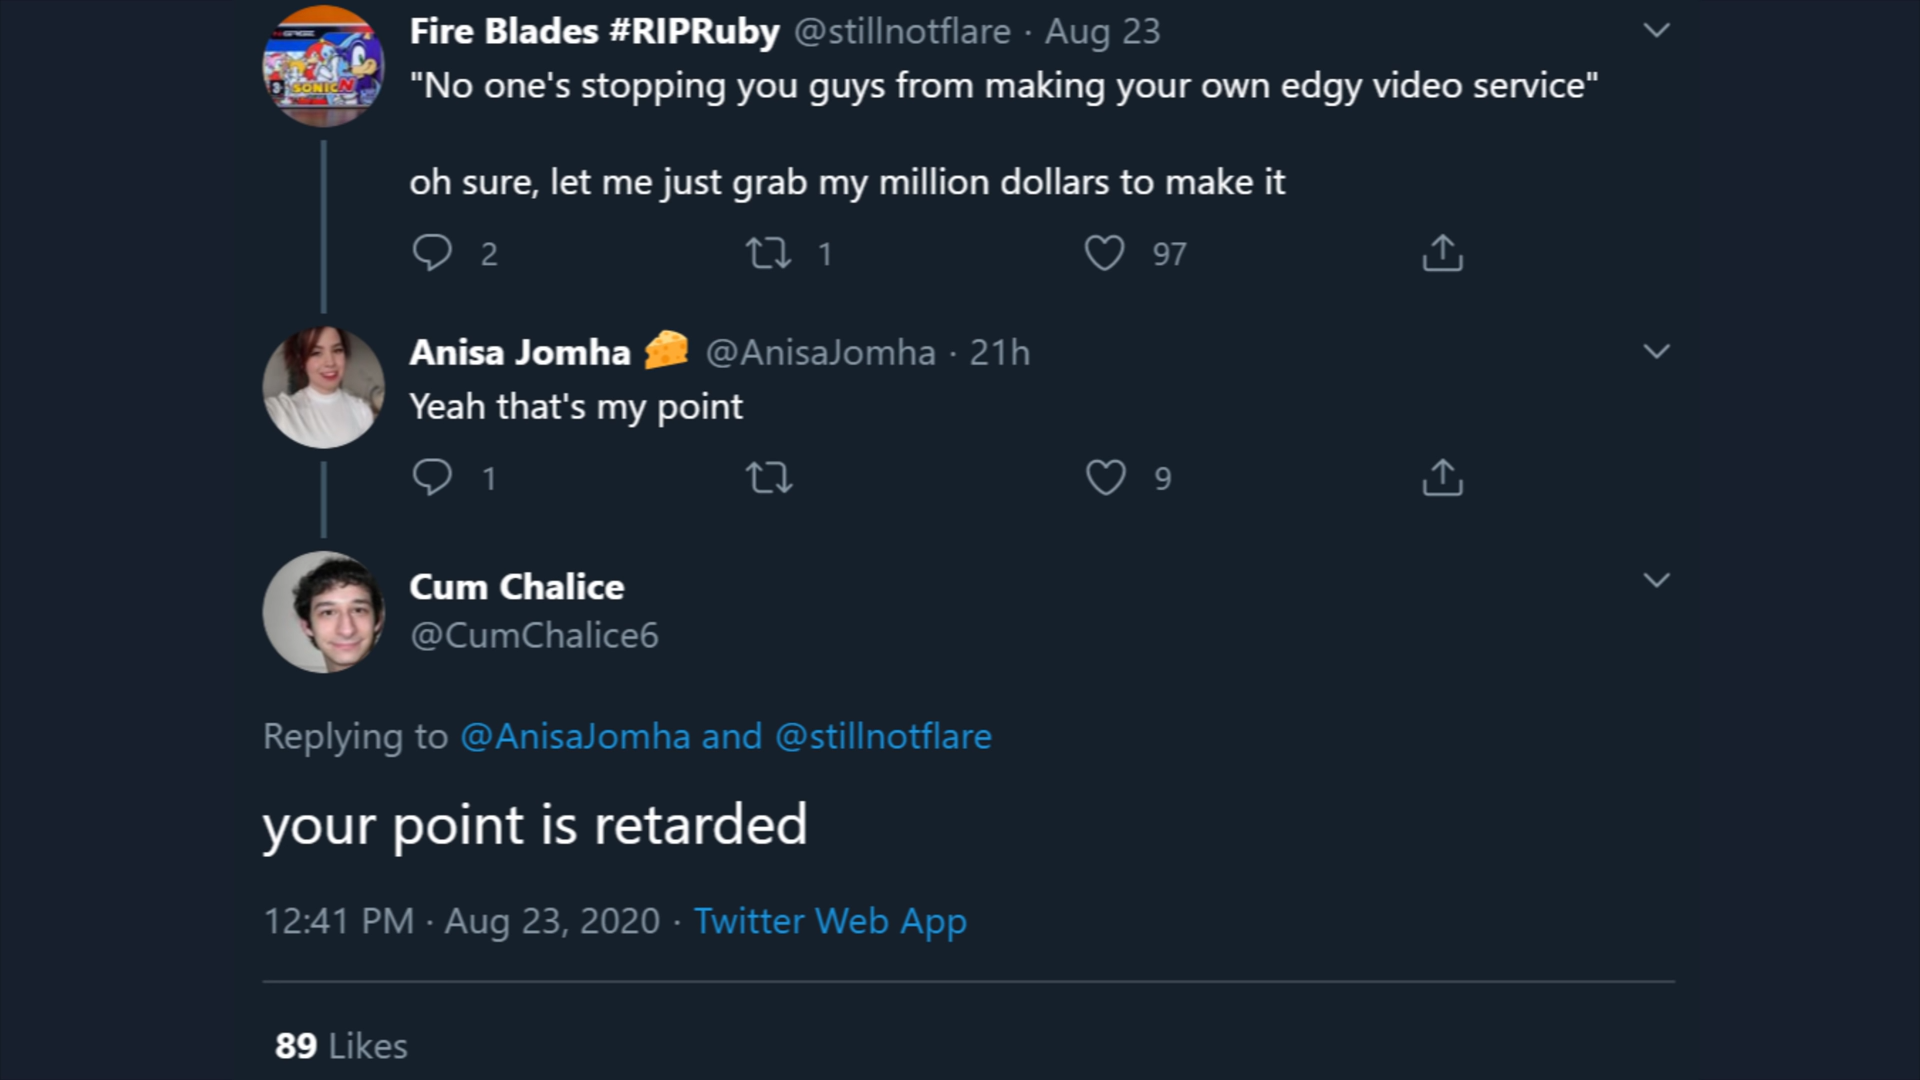 Fire Blades #RIPRuby @stillnotflare · Aug 23
"No one's stopping you guys from making your own edgy video service"
oh sure, let me just grab my million dollars to make it
2 1 97
SONIC N
3
Anisa Jomha 🧀 @AnisaJomha · 21h
Yeah that's my point
1 9
Cum Chalice
@CumChalice6
Replying to @AnisaJomha and @stillnotflare
your point is retarded
12:41 PM · Aug 23, 2020 · Twitter Web App
89 Likes